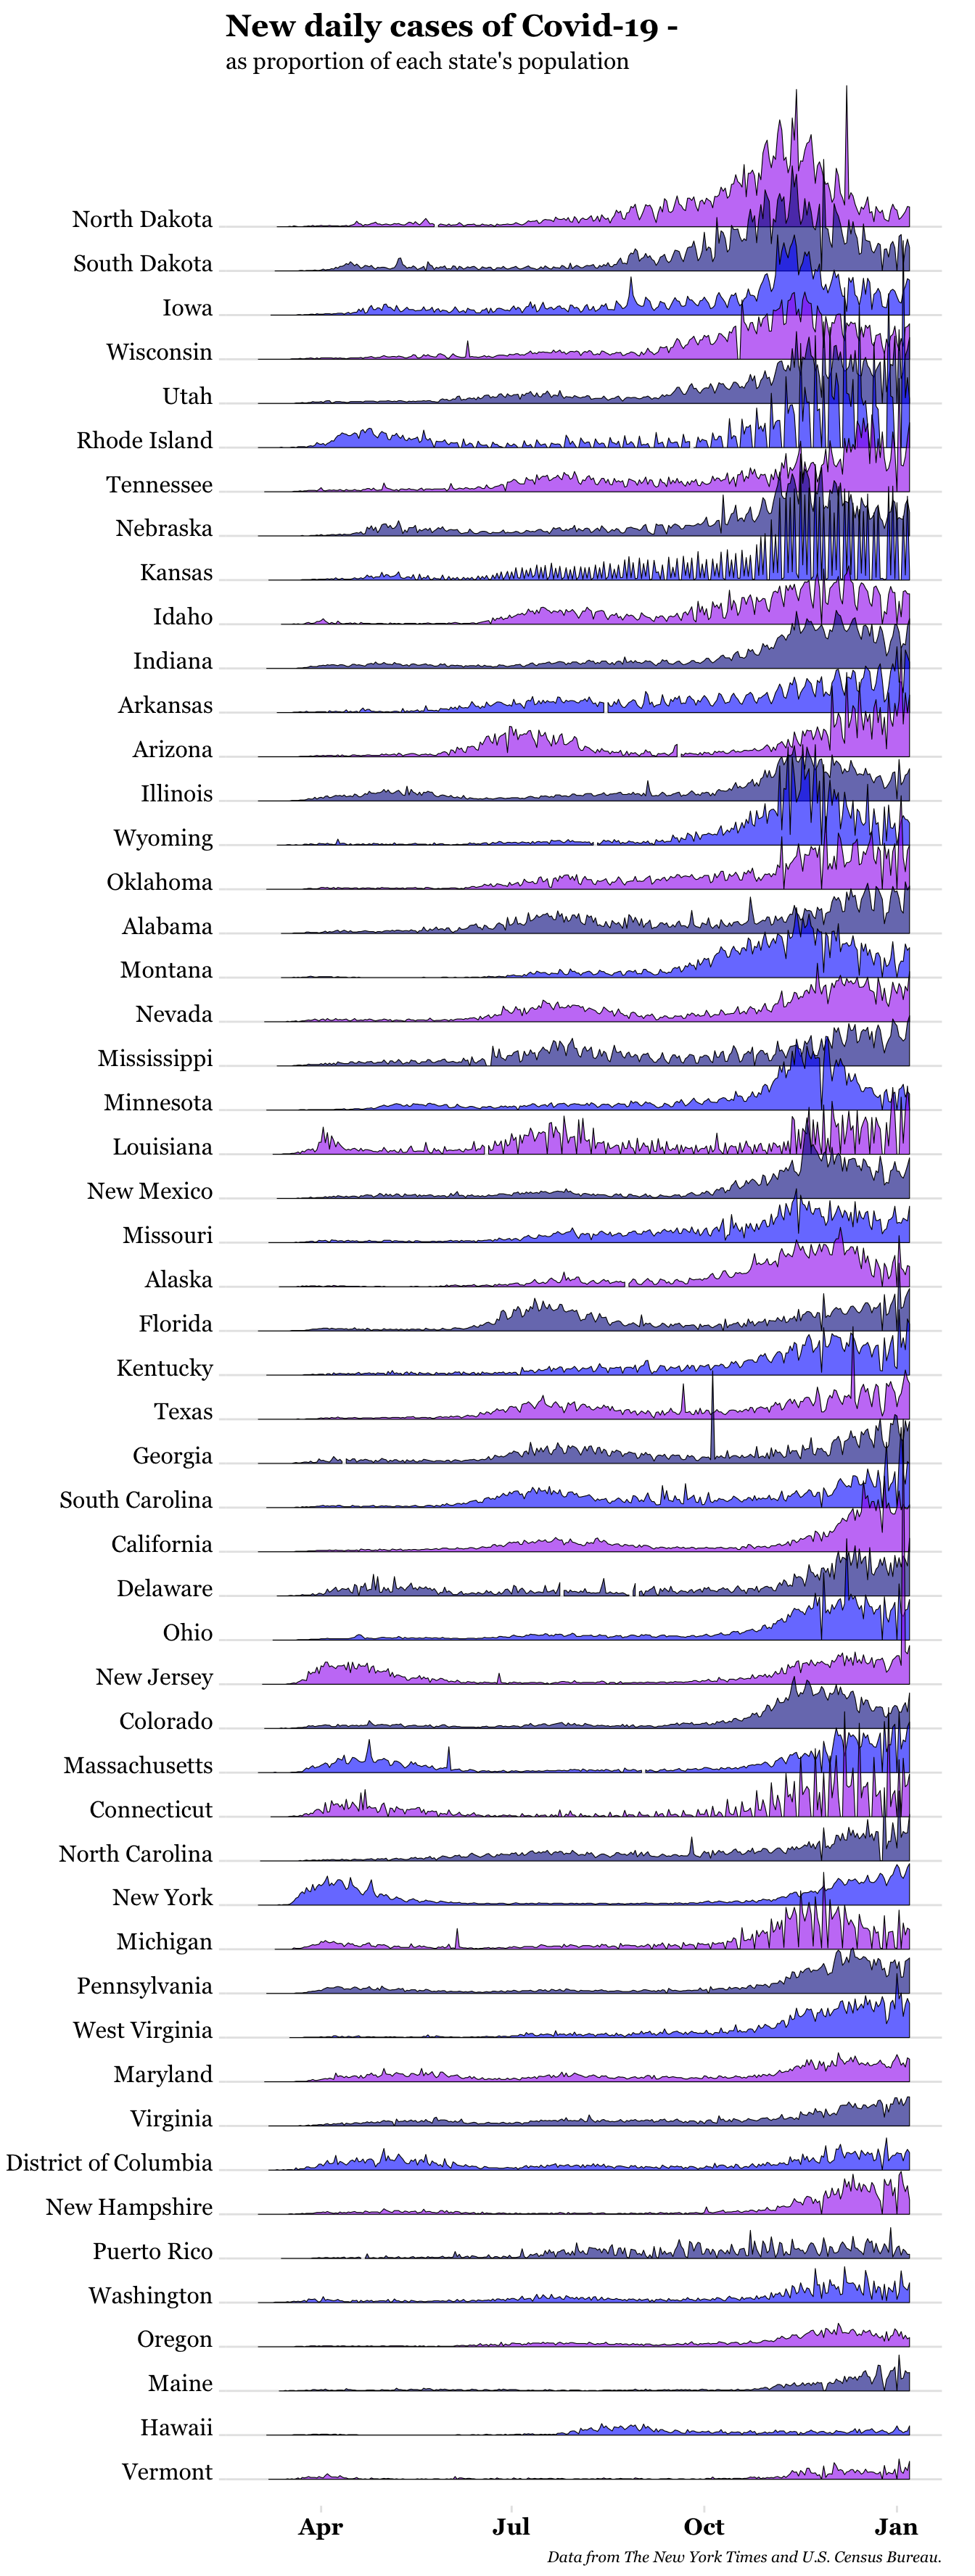 New daily cases of Covid-19 -
as proportion of each state's population
North Dakota
South Dakota
Iowa
Wisconsin
Utah
Rhode Island
Tennessee
Nebraska
Kansas
Idaho
Indiana
Arkansas
Arizona
Illinois
Wyoming
Oklahoma
Alabama
Montana
Nevada
Mississippi
Minnesota
Louisiana
New Mexico
Missouri
Alaska
Florida
Kentucky
Texas
Georgia
South Carolina
California
Delaware
Ohio
New Jersey
Colorado
Massachusetts
Connecticut
North Carolina
New York
Michigan
Pennsylvania
West Virginia
Maryland
Virginia
District of Columbia
New Hampshire
Puerto Rico
Washington
Oregon
Maine
Hawaii
Vermont
Apr Jul Oct Jan
Data from The New York Times and U.S. Census Bureau.